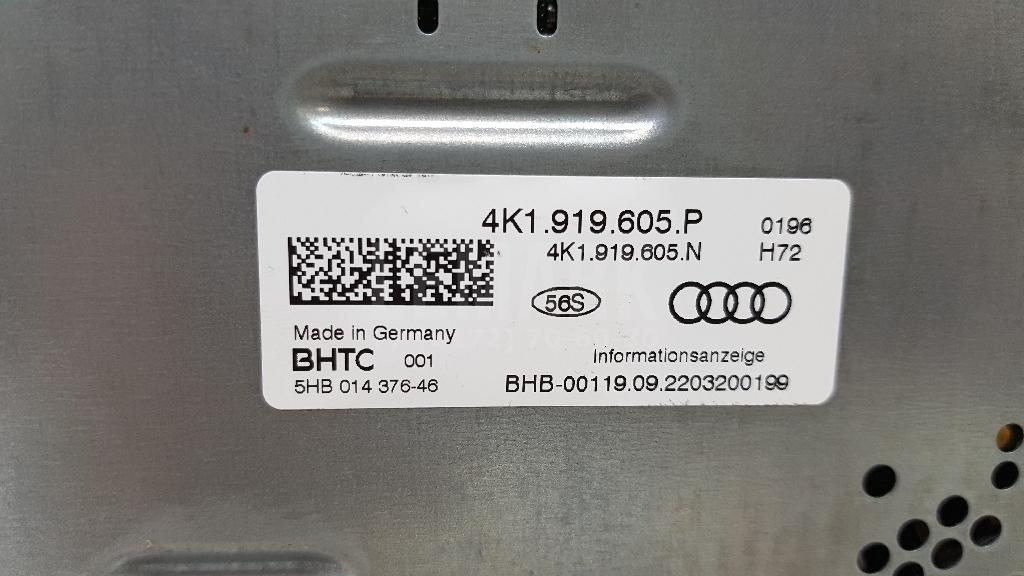 4K1.919.605.P 0196
4K1.919.605.N H72
56S
Made in Germany
BHTC 001
Informationsanzeige
5HB 014 376-46 BHB-00119.09.2203200199